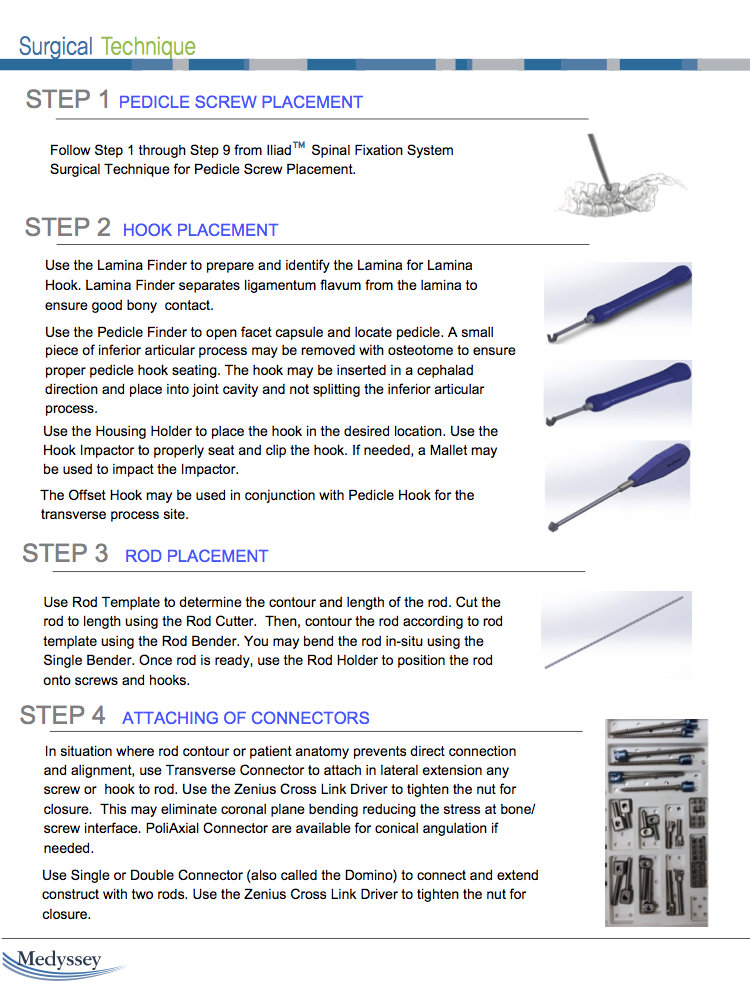 Surgical Technique
STEP 1 PEDICLE SCREW PLACEMENT
Follow Step 1 through Step 9 from Iliad™ Spinal Fixation System
Surgical Technique for Pedicle Screw Placement.
STEP 2 HOOK PLACEMENT
Use the Lamina Finder to prepare and identify the Lamina for Lamina
Hook. Lamina Finder separates ligamentum flavum from the lamina to
ensure good bony contact.
Use the Pedicle Finder to open facet capsule and locate pedicle. A small
piece of inferior articular process may be removed with osteotome to ensure
proper pedicle hook seating. The hook may be inserted in a cephalad
direction and place into joint cavity and not splitting the inferior articular
process.
Use the Housing Holder to place the hook in the desired location. Use the
Hook Impactor to properly seat and clip the hook. If needed, a Mallet may
be used to impact the Impactor.
The Offset Hook may be used in conjunction with Pedicle Hook for the
transverse process site.
STEP 3 ROD PLACEMENT
Use Rod Template to determine the contour and length of the rod. Cut the
rod to length using the Rod Cutter. Then, contour the rod according to rod
template using the Rod Bender. You may bend the rod in-situ using the
Single Bender. Once rod is ready, use the Rod Holder to position the rod
onto screws and hooks.
STEP 4 ATTACHING OF CONNECTORS
In situation where rod contour or patient anatomy prevents direct connection
and alignment, use Transverse Connector to attach in lateral extension any
screw or hook to rod. Use the Zenius Cross Link Driver to tighten the nut for
closure. This may eliminate coronal plane bending reducing the stress at bone/
screw interface. PoliAxial Connector are available for conical angulation if
needed.
Use Single or Double Connector (also called the Domino) to connect and extend
construct with two rods. Use the Zenius Cross Link Driver to tighten the nut for
closure.
Medyssey